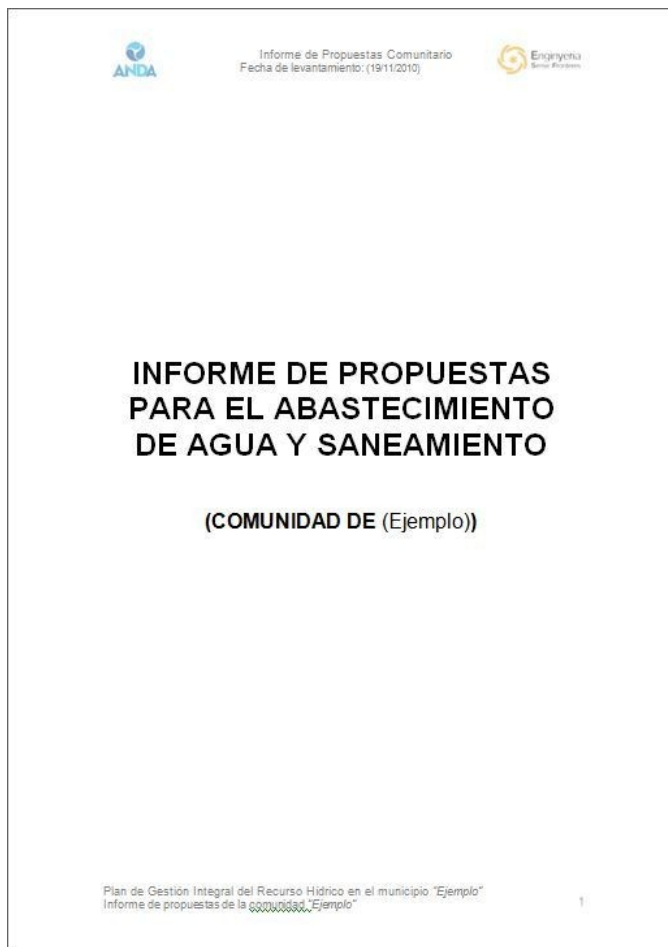 ANDA
Informe de Propuestas Comunitario
Fecha de levantamiento: (19/11/2010)
Enginyeria
Sense Fronteres
INFORME DE PROPUESTAS
PARA EL ABASTECIMIENTO
DE AGUA Y SANEAMIENTO
(COMUNIDAD DE (Ejemplo))
Plan de Gestión Integral del Recurso Hídrico en el municipio "Ejemplo"
Informe de propuestas de la comunidad "Ejemplo"
1